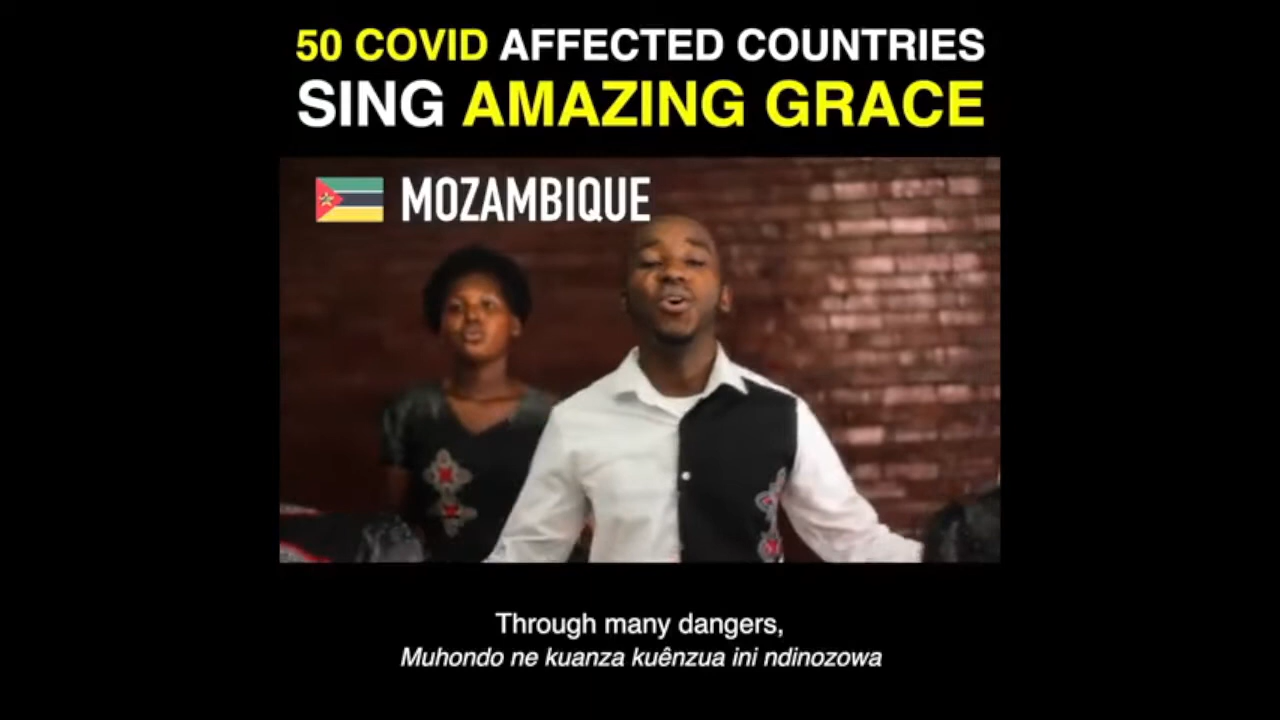 50 COVID AFFECTED COUNTRIES
SING AMAZING GRACE
MOZAMBIQUE
Through many dangers,
Muhondo ne kuanza kuênzua ini ndinozowa